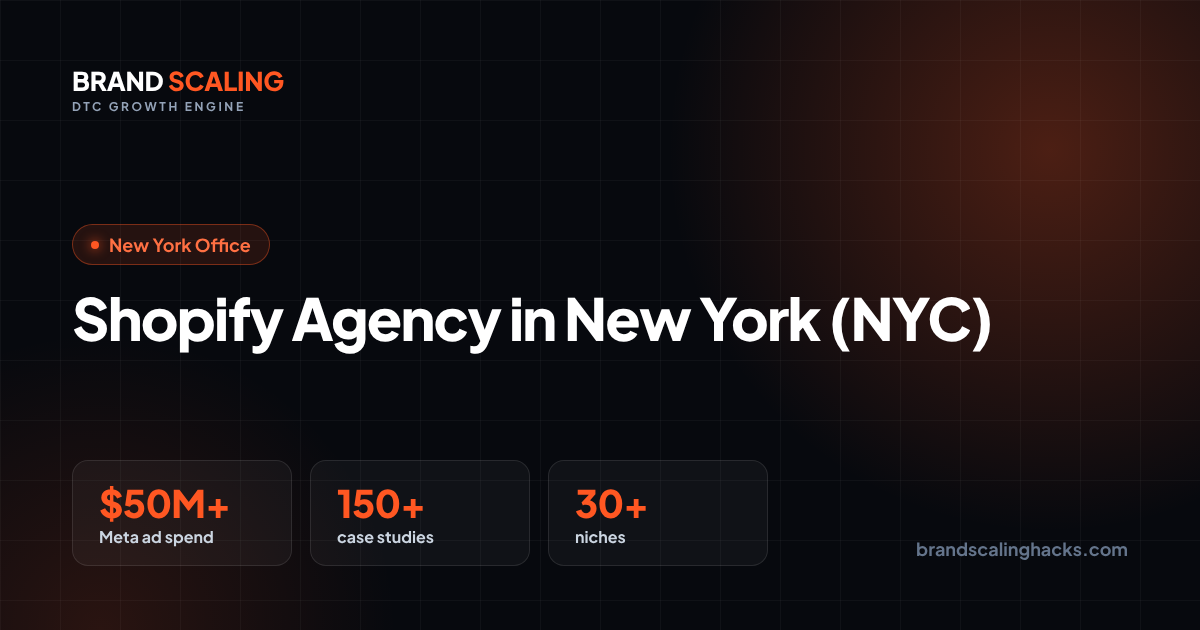 BRAND SCALING
DTC GROWTH ENGINE
New York Office
Shopify Agency in New York (NYC)
$50M+
Meta ad spend
150+
case studies
30+
niches
brandscalinghacks.com